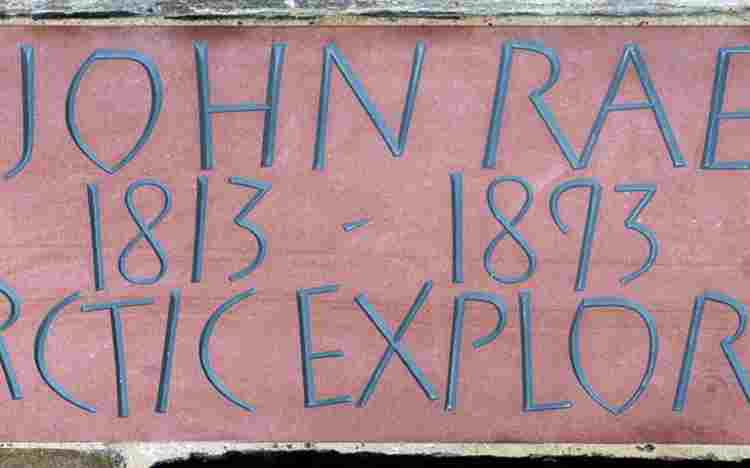 JOHN RAE
1813 - 1893
RCTIC EXPLOR